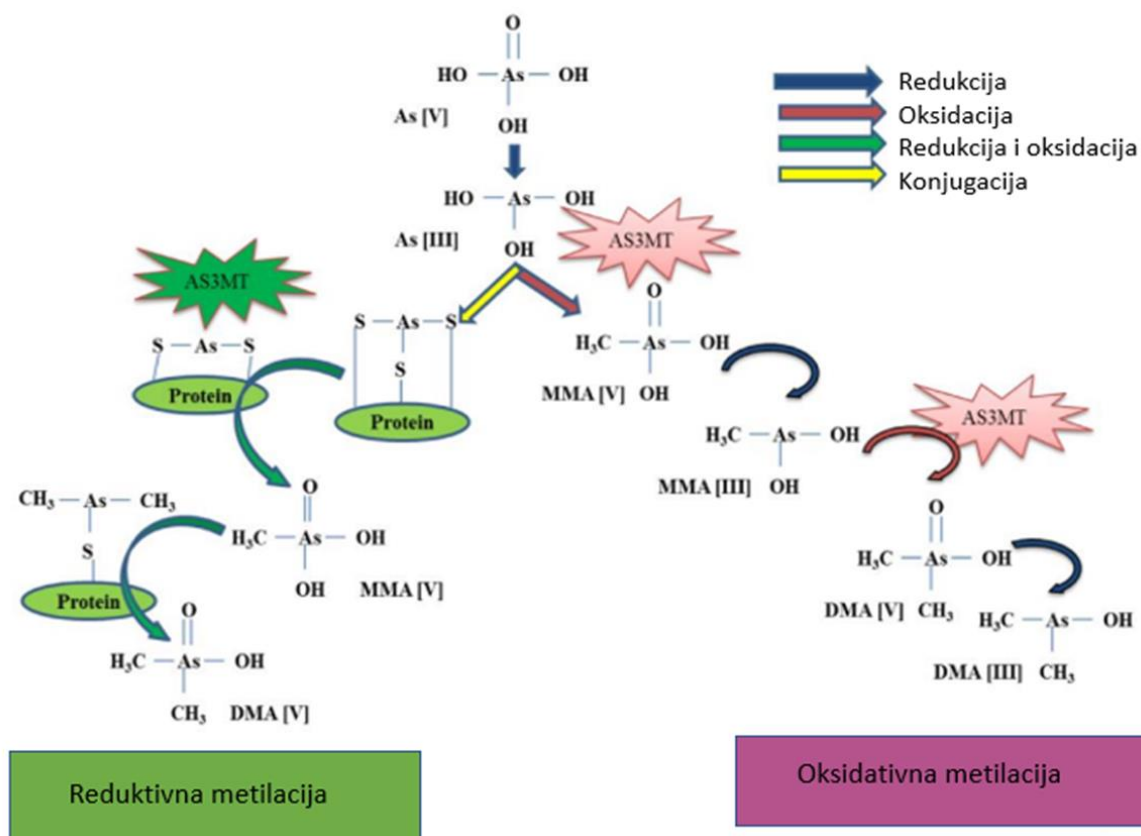 O
HO
As
OH
As [V]
OH
HO
As
OH
As [III]
OH
Redukcija
Oksidacija
Redukcija i oksidacija
Konjugacija
AS3MT
AS3MT
S
As
S
Protein
S
As
S
S
Protein
O
H₃C
As
OH
MMA [V]
OH
H₃C
As
OH
MMA [III]
OH
AS3MT
O
H₃C
As
OH
DMA [V]
CH₃
H₃C
As
OH
DMA [III]
CH₃
CH₃
As
CH₃
S
Protein
O
H₃C
As
OH
OH
MMA [V]
O
H₃C
As
OH
CH₃
DMA [V]
Reduktivna metilacija
Oksidativna metilacija